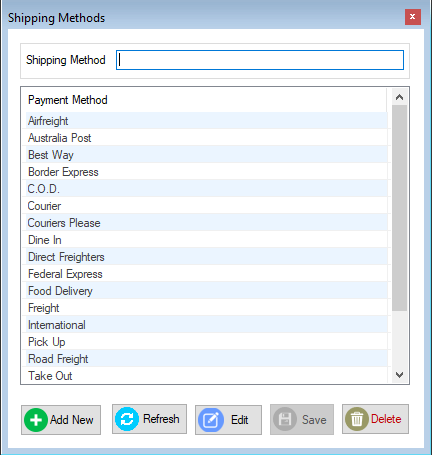 Shipping Methods
Shipping Method
Payment Method
Airfreight
Australia Post
Best Way
Border Express
C.O.D.
Courier
Couriers Please
Dine In
Direct Freighters
Federal Express
Food Delivery
Freight
International
Pick Up
Road Freight
Take Out
Add New Refresh Edit Save Delete